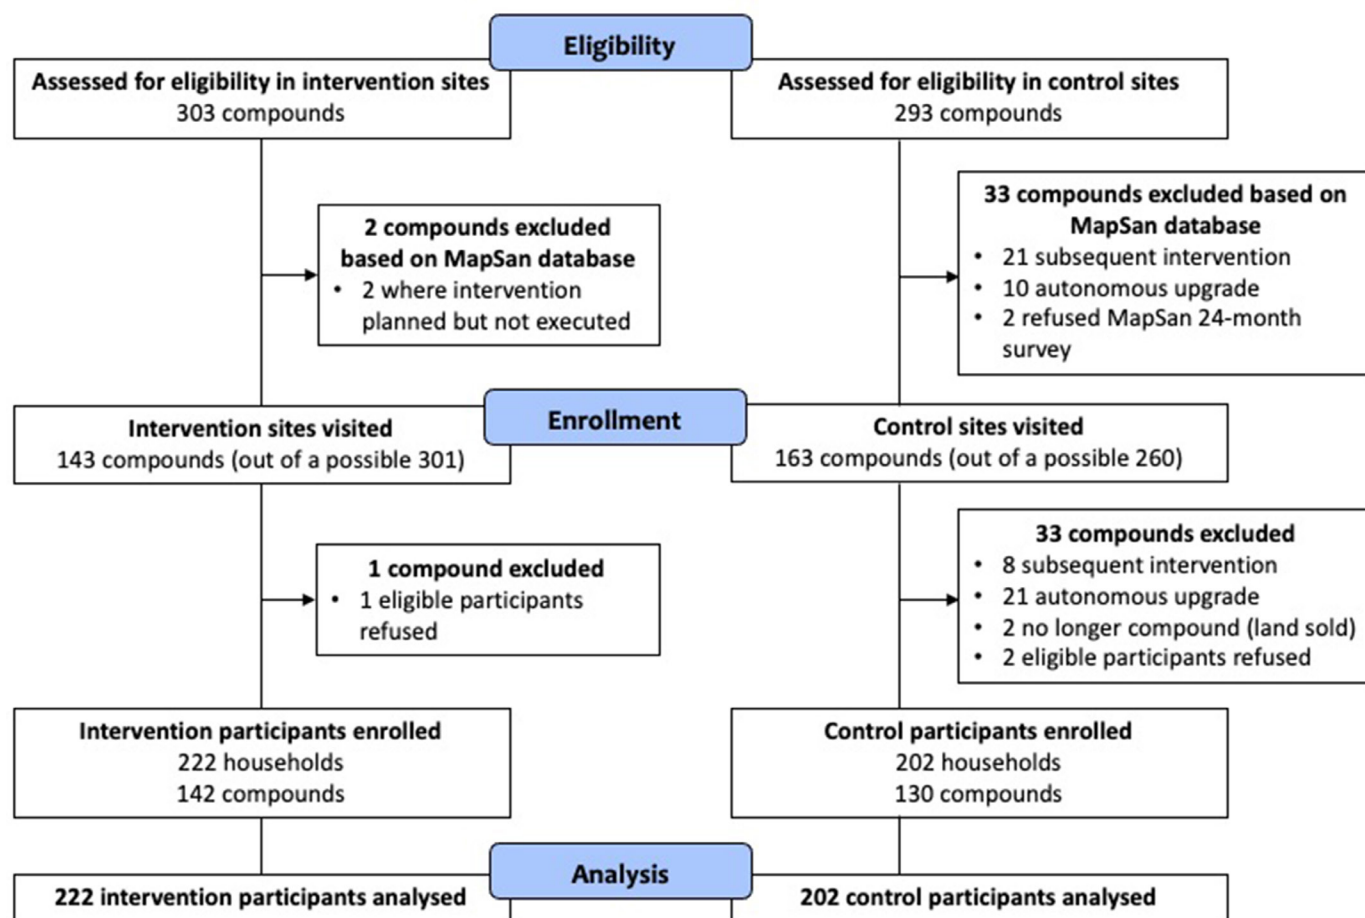 Eligibility
Assessed for eligibility in intervention sites
303 compounds
Assessed for eligibility in control sites
293 compounds
2 compounds excluded
based on MapSan database
• 2 where intervention
planned but not executed
33 compounds excluded based on
MapSan database
• 21 subsequent intervention
• 10 autonomous upgrade
• 2 refused MapSan 24-month
survey
Enrollment
Intervention sites visited
143 compounds (out of a possible 301)
Control sites visited
163 compounds (out of a possible 260)
1 compound excluded
• 1 eligible participants
refused
33 compounds excluded
• 8 subsequent intervention
• 21 autonomous upgrade
• 2 no longer compound (land sold)
• 2 eligible participants refused
Intervention participants enrolled
222 households
142 compounds
Control participants enrolled
202 households
130 compounds
Analysis
222 intervention participants analysed
202 control participants analysed